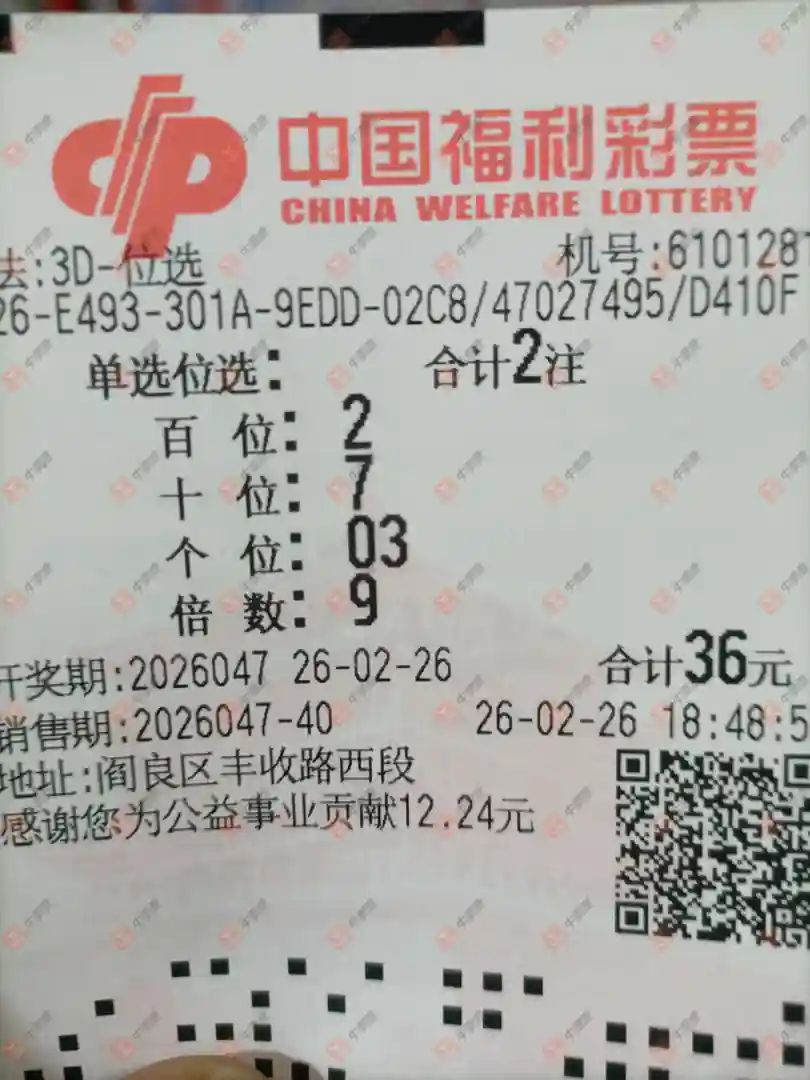 中国福利彩票
CHINA WELFARE LOTTERY
法:3D-位选 机号:6101287
26-E493-301A-9EDD-02C8/47027495/D410F
单选位选: 合计2注
百 位: 2
十 位: 7
个 位: 03
倍 数: 9
开奖期:2026047 26-02-26 合计36元
销售期:2026047-40 26-02-26 18:48:5
地址:阎良区丰收路西段
感谢您为公益事业贡献12.24元